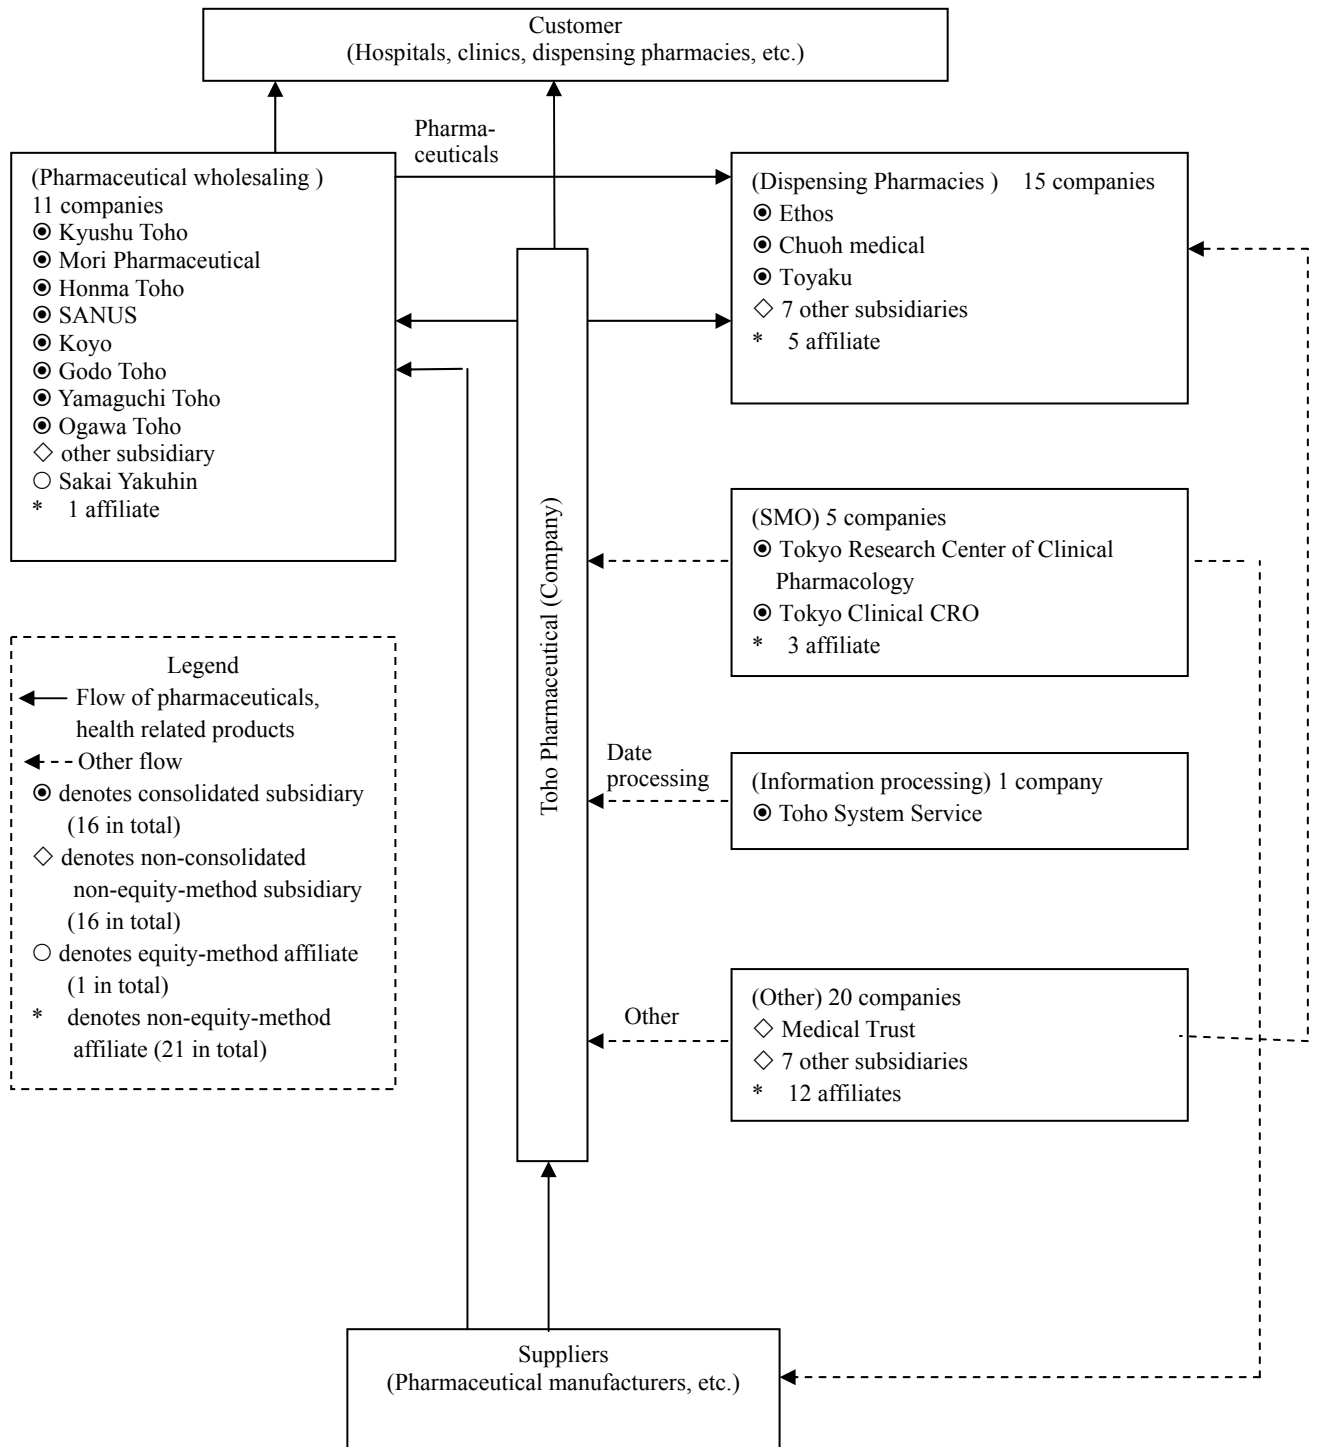 Customer
(Hospitals, clinics, dispensing pharmacies, etc.)
Pharma-
ceuticals
(Pharmaceutical wholesaling )
11 companies
◉ Kyushu Toho
◉ Mori Pharmaceutical
◉ Honma Toho
◉ SANUS
◉ Koyo
◉ Godo Toho
◉ Yamaguchi Toho
◉ Ogawa Toho
◇ other subsidiary
○ Sakai Yakuhin
* 1 affiliate
(Dispensing Pharmacies ) 15 companies
◉ Ethos
◉ Chuoh medical
◉ Toyaku
◇ 7 other subsidiaries
* 5 affiliate
Toho Pharmaceutical (Company)
(SMO) 5 companies
◉ Tokyo Research Center of Clinical
Pharmacology
◉ Tokyo Clinical CRO
* 3 affiliate
Legend
Flow of pharmaceuticals,
health related products
Other flow
◉ denotes consolidated subsidiary
(16 in total)
◇ denotes non-consolidated
non-equity-method subsidiary
(16 in total)
○ denotes equity-method affiliate
(1 in total)
* denotes non-equity-method
affiliate (21 in total)
Date
processing
(Information processing) 1 company
◉ Toho System Service
Other
(Other) 20 companies
◇ Medical Trust
◇ 7 other subsidiaries
* 12 affiliates
Suppliers
(Pharmaceutical manufacturers, etc.)